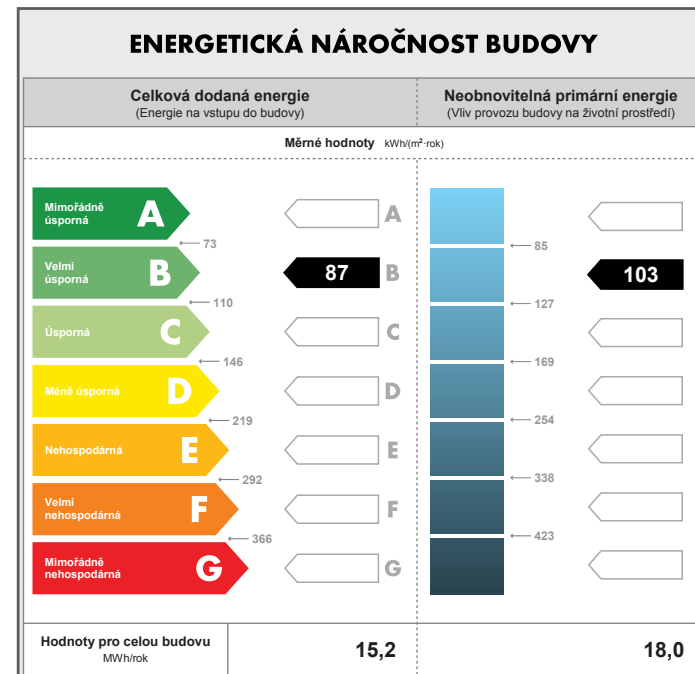 ENERGETICKÁ NÁROČNOST BUDOVY
Celková dodaná energie
(Energie na vstupu do budovy)
Neobnovitelná primární energie
(Vliv provozu budovy na životní prostředí)
Měrné hodnoty kWh/(m²·rok)
Mimořádně
úsporná
A
A
73
85
Velmi
úsporná
B
87
B
103
110
127
Úsporná
C
C
146
169
Méně úsporná
D
D
219
254
Nehospodárná
E
E
292
338
Velmi
nehospodárná
F
F
366
423
Mimořádně
nehospodárná
G
G
Hodnoty pro celou budovu
MWh/rok
15,2
18,0